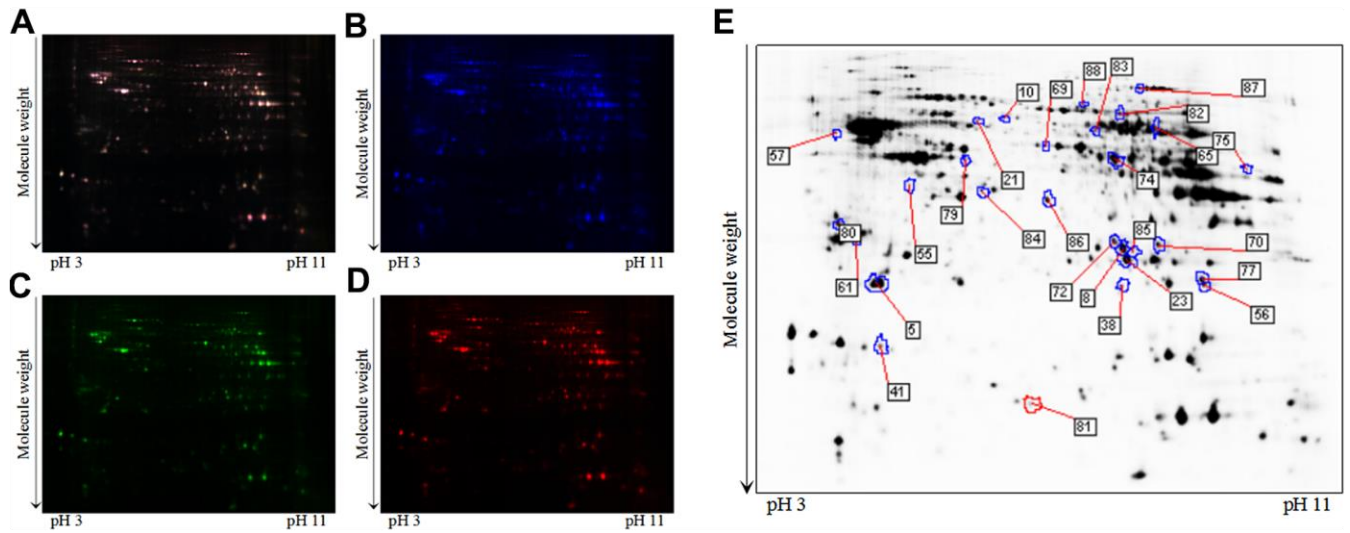 A
Molecule weight
pH 3
pH 11
B
Molecule weight
pH 3
pH 11
C
Molecule weight
pH 3
pH 11
D
Molecule weight
pH 3
pH 11
E
Molecule weight
88
83
87
10
69
82
57
75
65
21
74
79
80
55
84
86
85
70
61
72
8
23
77
5
38
56
41
81
pH 3
pH 11